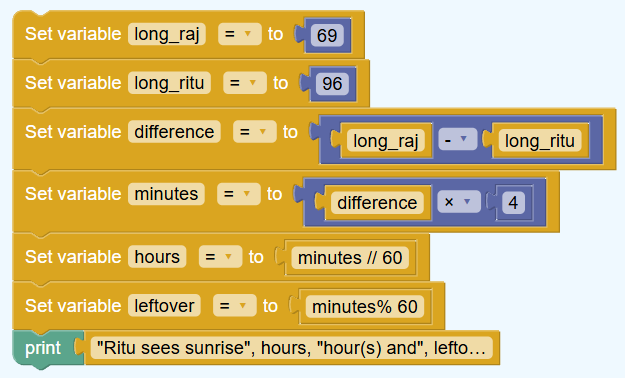 Set variable long_raj = ▾ to 69
Set variable long_ritu = ▾ to 96
Set variable difference = ▾ to long_raj - ▾ long_ritu
Set variable minutes = ▾ to difference × ▾ 4
Set variable hours = ▾ to minutes // 60
Set variable leftover = ▾ to minutes% 60
print "Ritu sees sunrise", hours, "hour(s) and", lefto…